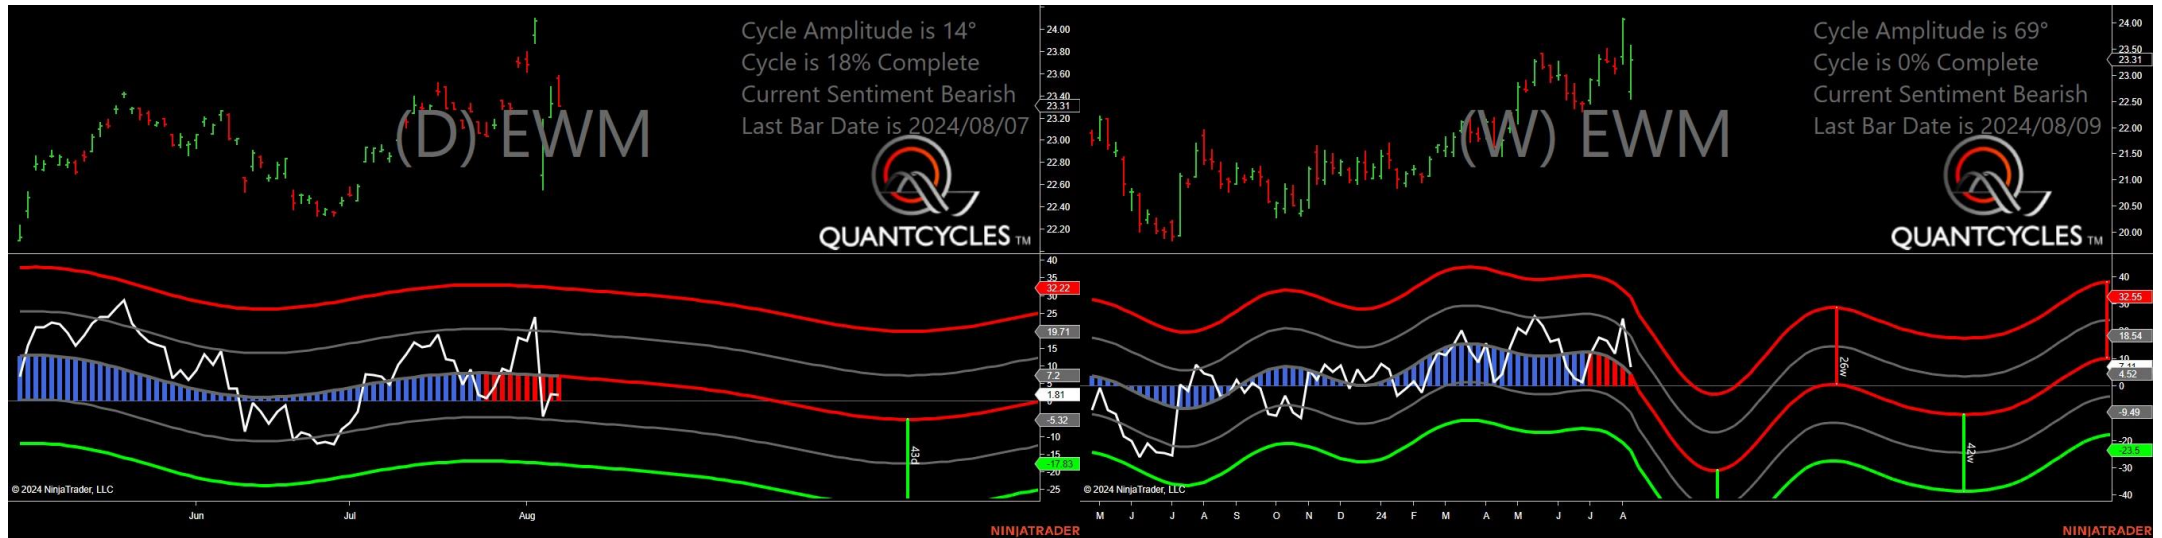 Cycle Amplitude is 14°
Cycle is 18% Complete
Current Sentiment Bearish
Last Bar Date is 2024/08/07
(D) EWM
QUANTCYCLES TM
24.00
23.80
23.60
23.40
23.31
23.20
23.00
22.80
22.60
22.40
22.20
40
35
32.22
30
25
19.71
15
10
7.2
5
1.81
-5.32
-10
-15
-17.83
-20
-25
43d
© 2024 NinjaTrader, LLC
Jun Jul Aug
NINJATRADER
Cycle Amplitude is 69°
Cycle is 0% Complete
Current Sentiment Bearish
Last Bar Date is 2024/08/09
(W) EWM
QUANTCYCLES TM
24.00
23.50
23.31
23.00
22.50
22.00
21.50
21.00
20.50
20.00
40
32.55
30
18.54
10
4.52
0
-9.49
-20
-23.5
-30
-40
26w
42w
© 2024 NinjaTrader, LLC
M J J A S O N D 24 F M A M J J A
NINJATRADER